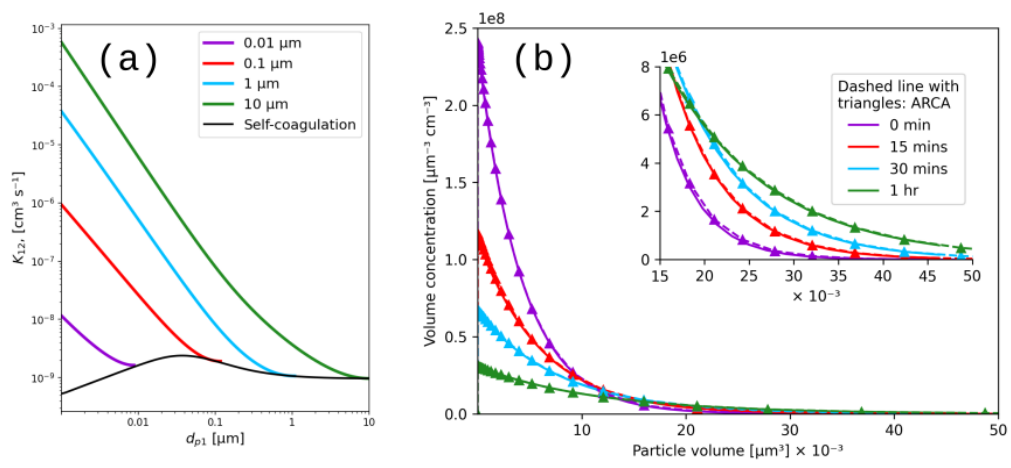 (a)
0.01 μm
0.1 μm
1 μm
10 μm
Self-coagulation
10⁻³
10⁻⁴
10⁻⁵
10⁻⁶
10⁻⁷
10⁻⁸
10⁻⁹
K₁₂, [cm³ s⁻¹]
0.01
0.1
1
10
dₚ₁ [μm]
(b)
1e8
2.5
2.0
1.5
1.0
0.5
0.0
Volume concentration [μm⁻³ cm⁻³]
10
20
30
40
50
Particle volume [μm³] × 10⁻³
1e6
8
6
4
2
0
15
21
26
30
35
40
45
50
× 10⁻³
Dashed line with
triangles: ARCA
0 min
15 mins
30 mins
1 hr